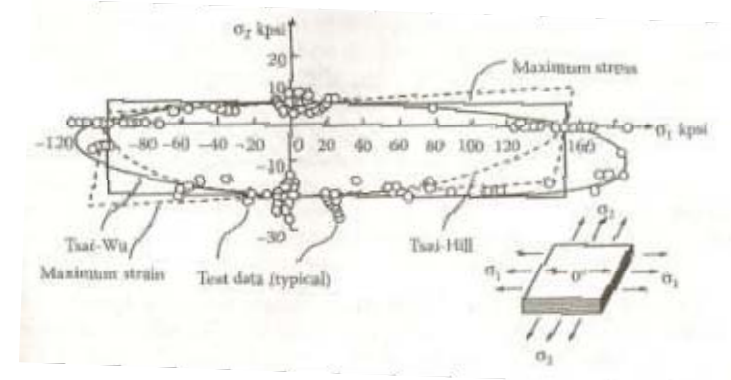 σ₂ kpsi
20
10
Maximum stress
-120 -80 -60 -40 -20 0 20 40 60 80 100 120 160 σ₁ kpsi
-10
-30
Tsai-Wu
Maximum strain
Test data (typical)
Tsai-Hill
σ₂
σ₁ 0° σ₁
σ₂